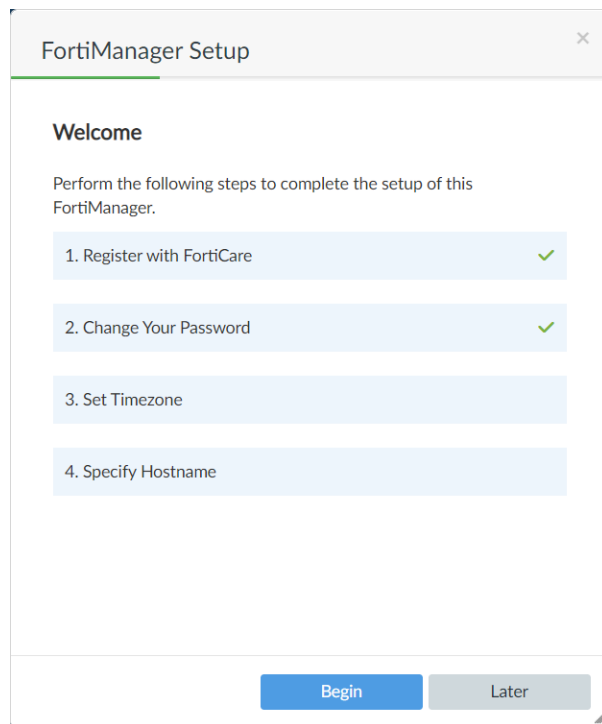 FortiManager Setup
Welcome
Perform the following steps to complete the setup of this
FortiManager.
1. Register with FortiCare
2. Change Your Password
3. Set Timezone
4. Specify Hostname
Begin
Later